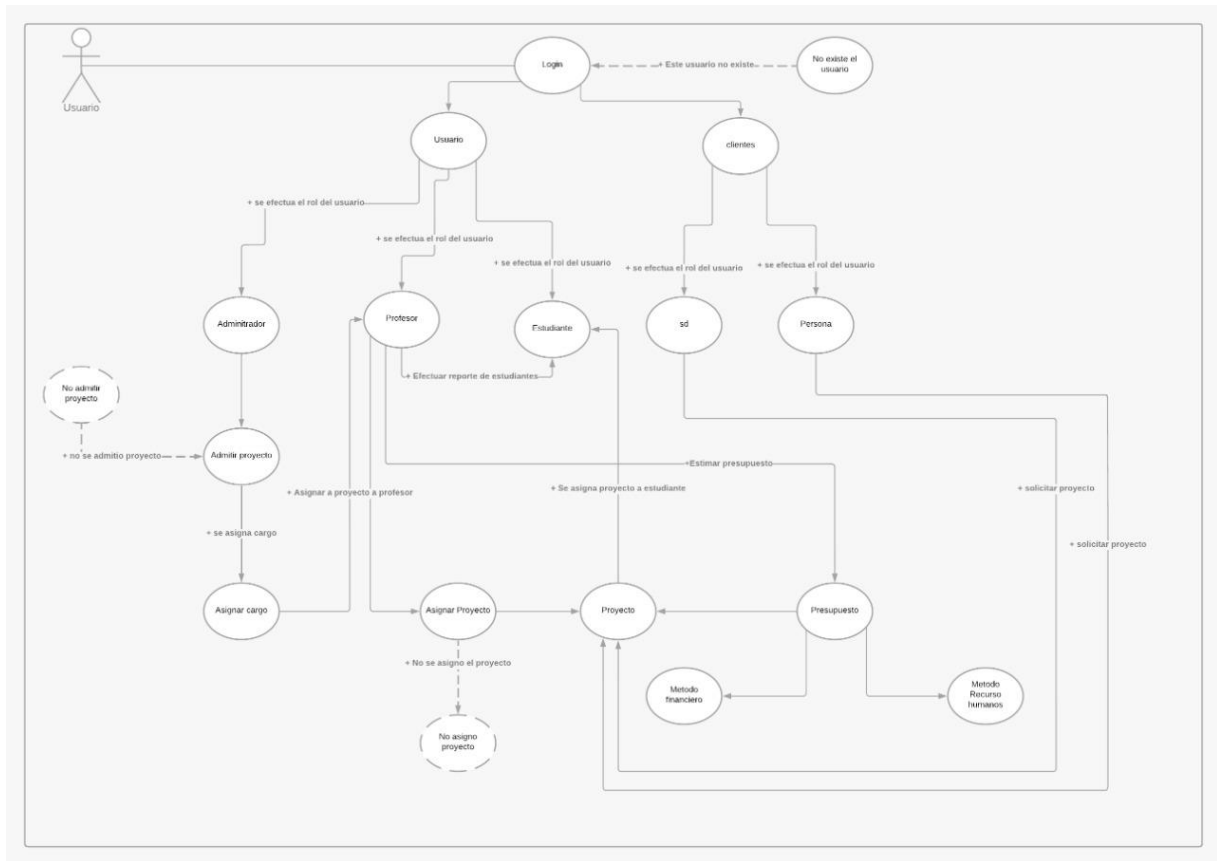 Login
+ Este usuario no existe
No existe el
usuario
Usuario
Usuario
clientes
+ se efectua el rol del usuario
+ se efectua el rol del usuario
+ se efectua el rol del usuario
+ se efectua el rol del usuario
+ se efectua el rol del usuario
Adminitrador
Profesor
Estudiante
sd
Persona
+ Efectuar reporte de estudiantes
No admitir
proyecto
+ no se admitio proyecto
Admitir proyecto
+Estimar presupuesto
+ Asignar a proyecto a profesor
+ Se asigna proyecto a estudiante
+ solicitar proyecto
+ se asigna cargo
+ solicitar proyecto
Asignar cargo
Asignar Proyecto
Proyecto
Presupuesto
+ No se asigno el proyecto
Metodo
financiero
Metodo
Recurso
humanos
No asigno
proyecto